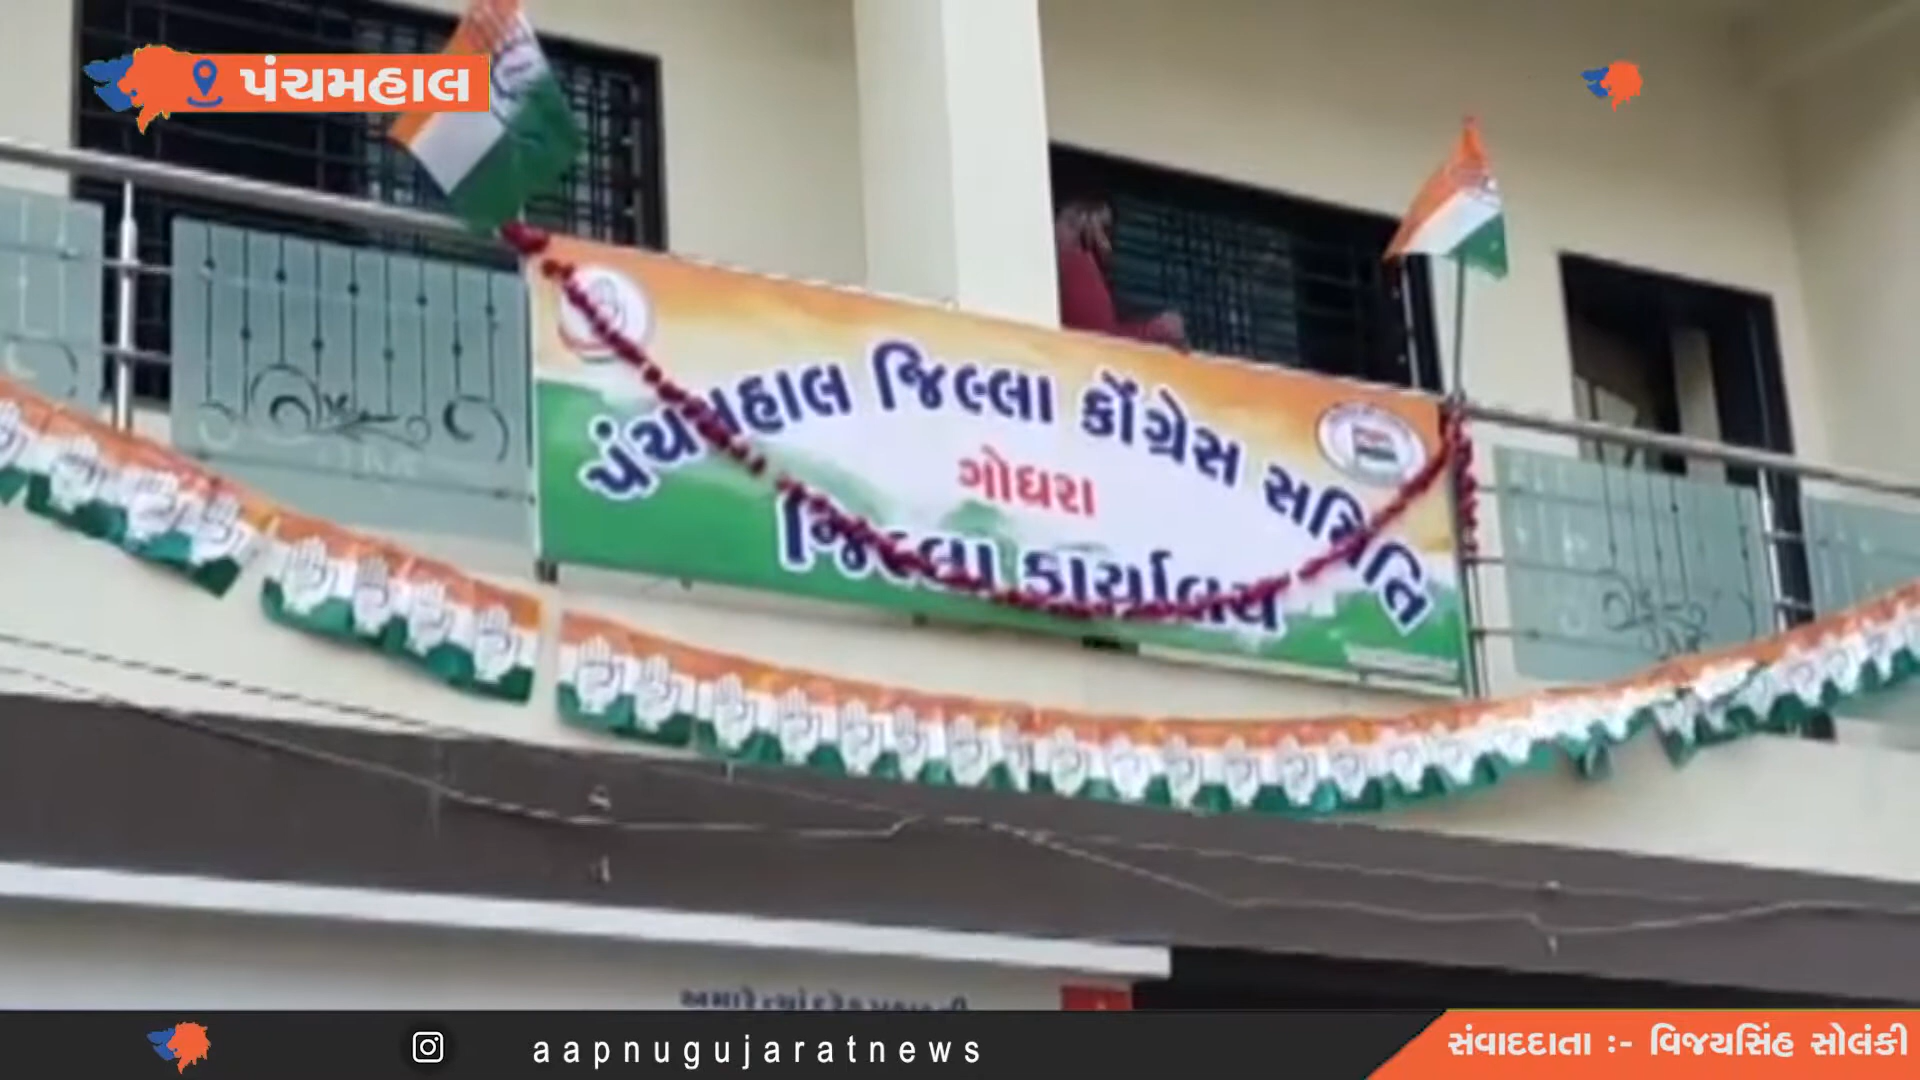 પંચમહાલ
પંચમહાલ જિલ્લા કોંગ્રેસ સમિતિ
ગોધરા
જિલ્લા કાર્યાલય
aapnugujaratnews
સંવાદદાતા :- વિજયસિંહ સોલંકી